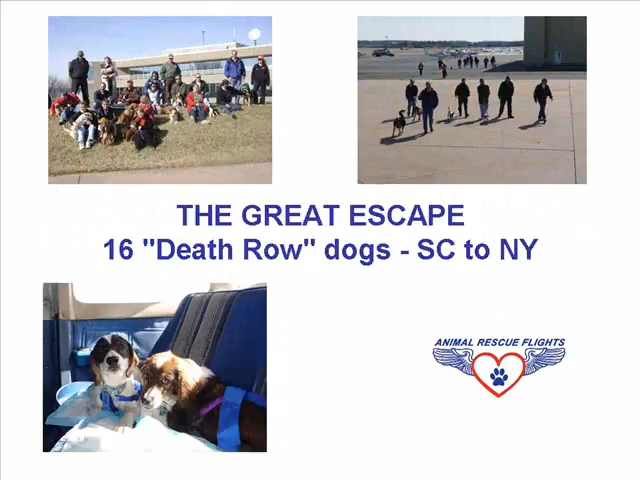 THE GREAT ESCAPE
16 "Death Row" dogs - SC to NY
ANIMAL RESCUE FLIGHTS